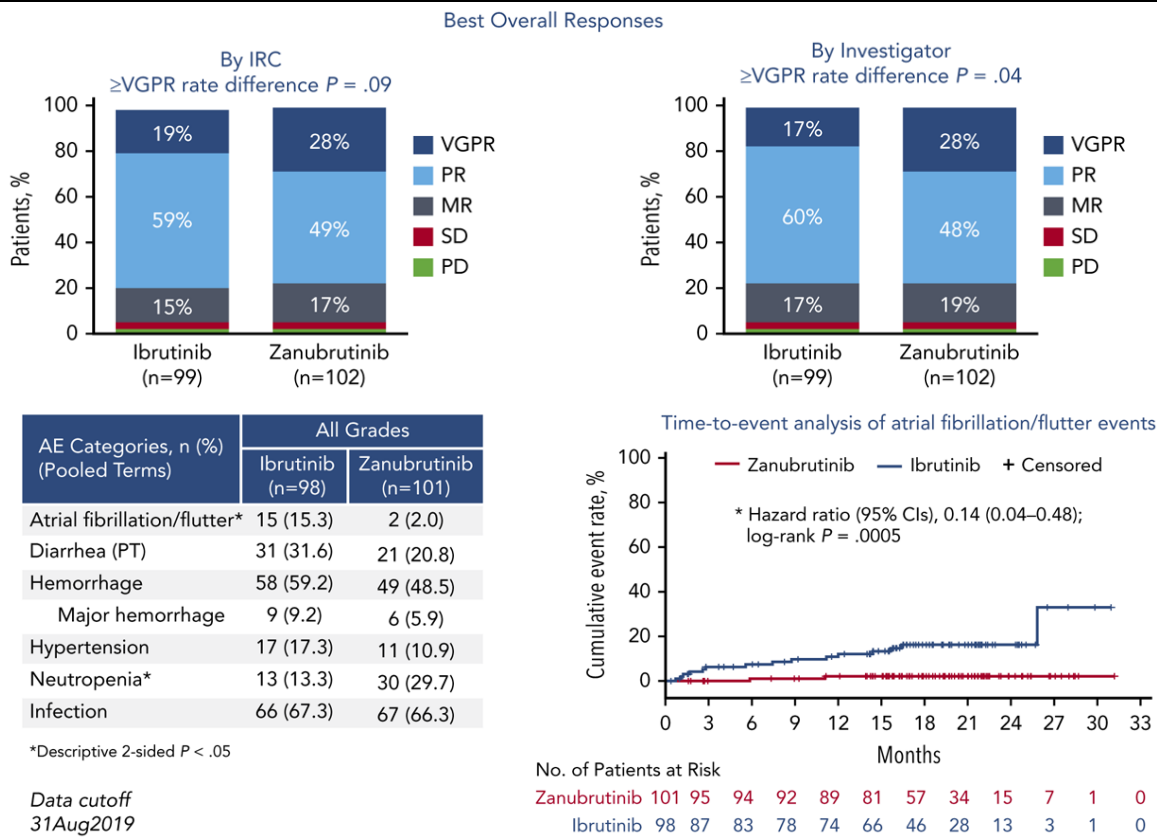 Best Overall Responses
By IRC
≥VGPR rate difference P = .09
100
80
60
40
20
0
Patients, %
19%
59%
15%
28%
49%
17%
Ibrutinib
(n=99)
Zanubrutinib
(n=102)
VGPR
PR
MR
SD
PD
By Investigator
≥VGPR rate difference P = .04
100
80
60
40
20
0
Patients, %
17%
60%
17%
28%
48%
19%
Ibrutinib
(n=99)
Zanubrutinib
(n=102)
VGPR
PR
MR
SD
PD
AE Categories, n (%)
(Pooled Terms)
All Grades
Ibrutinib
(n=98)
Zanubrutinib
(n=101)
Atrial fibrillation/flutter* 15 (15.3) 2 (2.0)
Diarrhea (PT) 31 (31.6) 21 (20.8)
Hemorrhage 58 (59.2) 49 (48.5)
Major hemorrhage 9 (9.2) 6 (5.9)
Hypertension 17 (17.3) 11 (10.9)
Neutropenia* 13 (13.3) 30 (29.7)
Infection 66 (67.3) 67 (66.3)
*Descriptive 2-sided P < .05
Data cutoff
31Aug2019
Time-to-event analysis of atrial fibrillation/flutter events
Zanubrutinib Ibrutinib + Censored
* Hazard ratio (95% CIs), 0.14 (0.04–0.48);
log-rank P = .0005
100
80
60
40
20
0
Cumulative event rate, %
0 3 6 9 12 15 18 21 24 27 30 33
Months
No. of Patients at Risk
Zanubrutinib 101 95 94 92 89 81 57 34 15 7 1 0
Ibrutinib 98 87 83 78 74 66 46 28 13 3 1 0